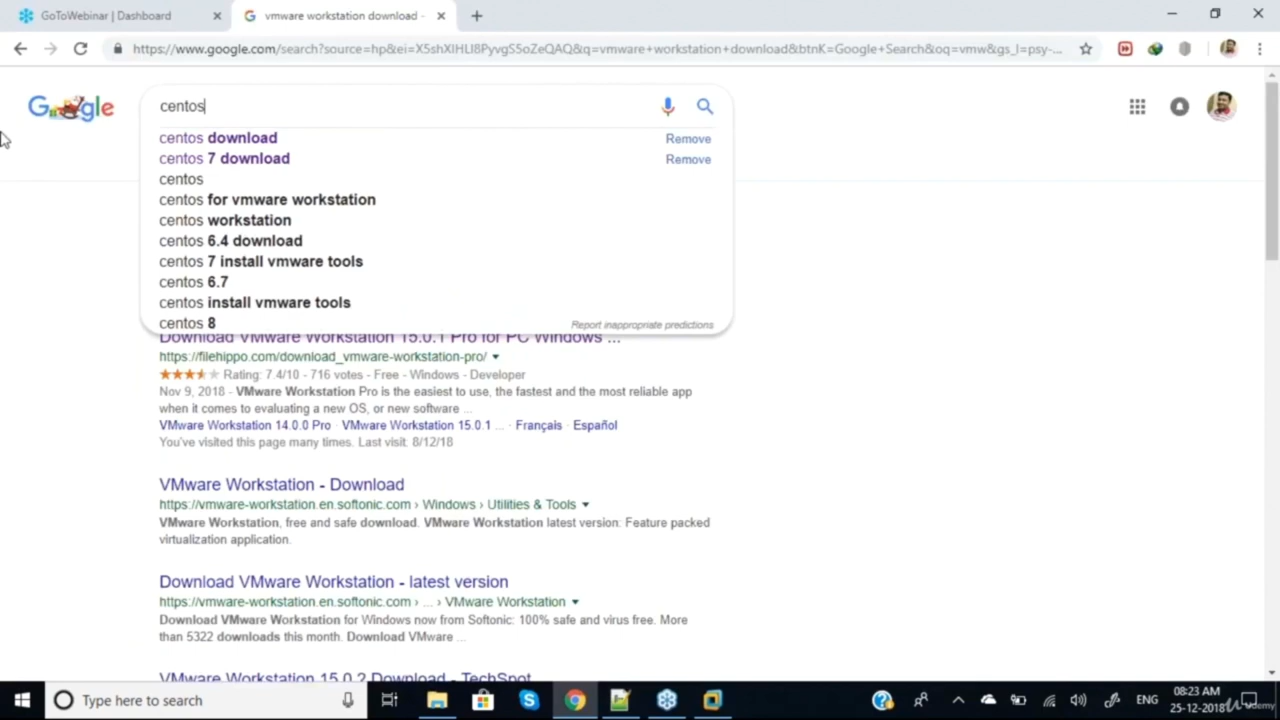 GoToWebinar | Dashboard
vmware workstation download -
https://www.google.com/search?source=hp&ei=X5shXIHLI8PyvgS5oZeQAQ&q=vmware+workstation+download&btnK=Google+Search&oq=vmw&gs_l=psy-...
Google
centos
centos download Remove
centos 7 download Remove
centos
centos for vmware workstation
centos workstation
centos 6.4 download
centos 7 install vmware tools
centos 6.7
centos install vmware tools
centos 8
Report inappropriate predictions
Download VMware Workstation 15.0.1 Pro for PC Windows ...
https://filehippo.com/download_vmware-workstation-pro/
Rating: 7.4/10 - 716 votes - Free - Windows - Developer
Nov 9, 2018 - VMware Workstation Pro is the easiest to use, the fastest and the most reliable app
when it comes to evaluating a new OS, or new software ...
VMware Workstation 14.0.0 Pro · VMware Workstation 15.0.1 ... · Français · Español
You've visited this page many times. Last visit: 8/12/18
VMware Workstation - Download
https://vmware-workstation.en.softonic.com › Windows › Utilities & Tools
VMware Workstation, free and safe download. VMware Workstation latest version: Feature packed
virtualization application.
Download VMware Workstation - latest version
https://vmware-workstation.en.softonic.com › ... › VMware Workstation
Download VMware Workstation for Windows now from Softonic: 100% safe and virus free. More
than 5322 downloads this month. Download VMware ...
VMware Workstation 15.0.2 Download - TechSpot
Type here to search
ENG
08:23 AM
25-12-2018
Udemy